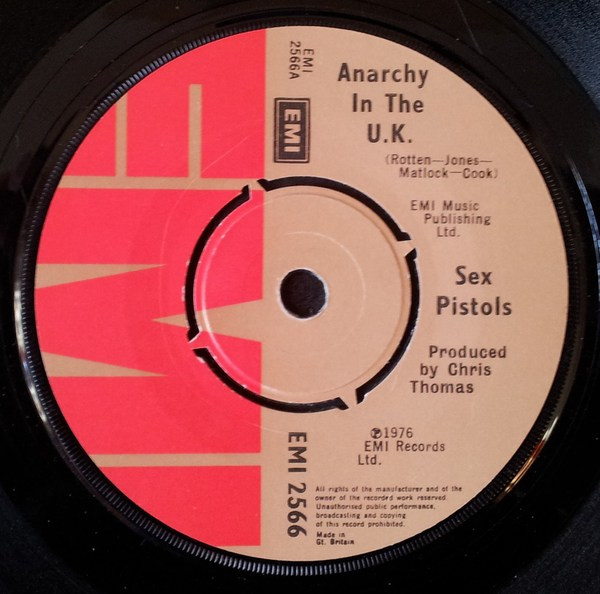 EMI
2566A
EMI
Anarchy
In The
U.K.
(Rotten—Jones—
Matlock—Cook)
EMI Music
Publishing
Ltd.
Sex
Pistols
Produced
by Chris
Thomas
℗1976
EMI Records
Ltd.
EMI 2566
All rights of the manufacturer and of the
owner of the recorded work reserved.
Unauthorised public performance,
broadcasting and copying
of this record prohibited.
Made in
Gt. Britain
EMI